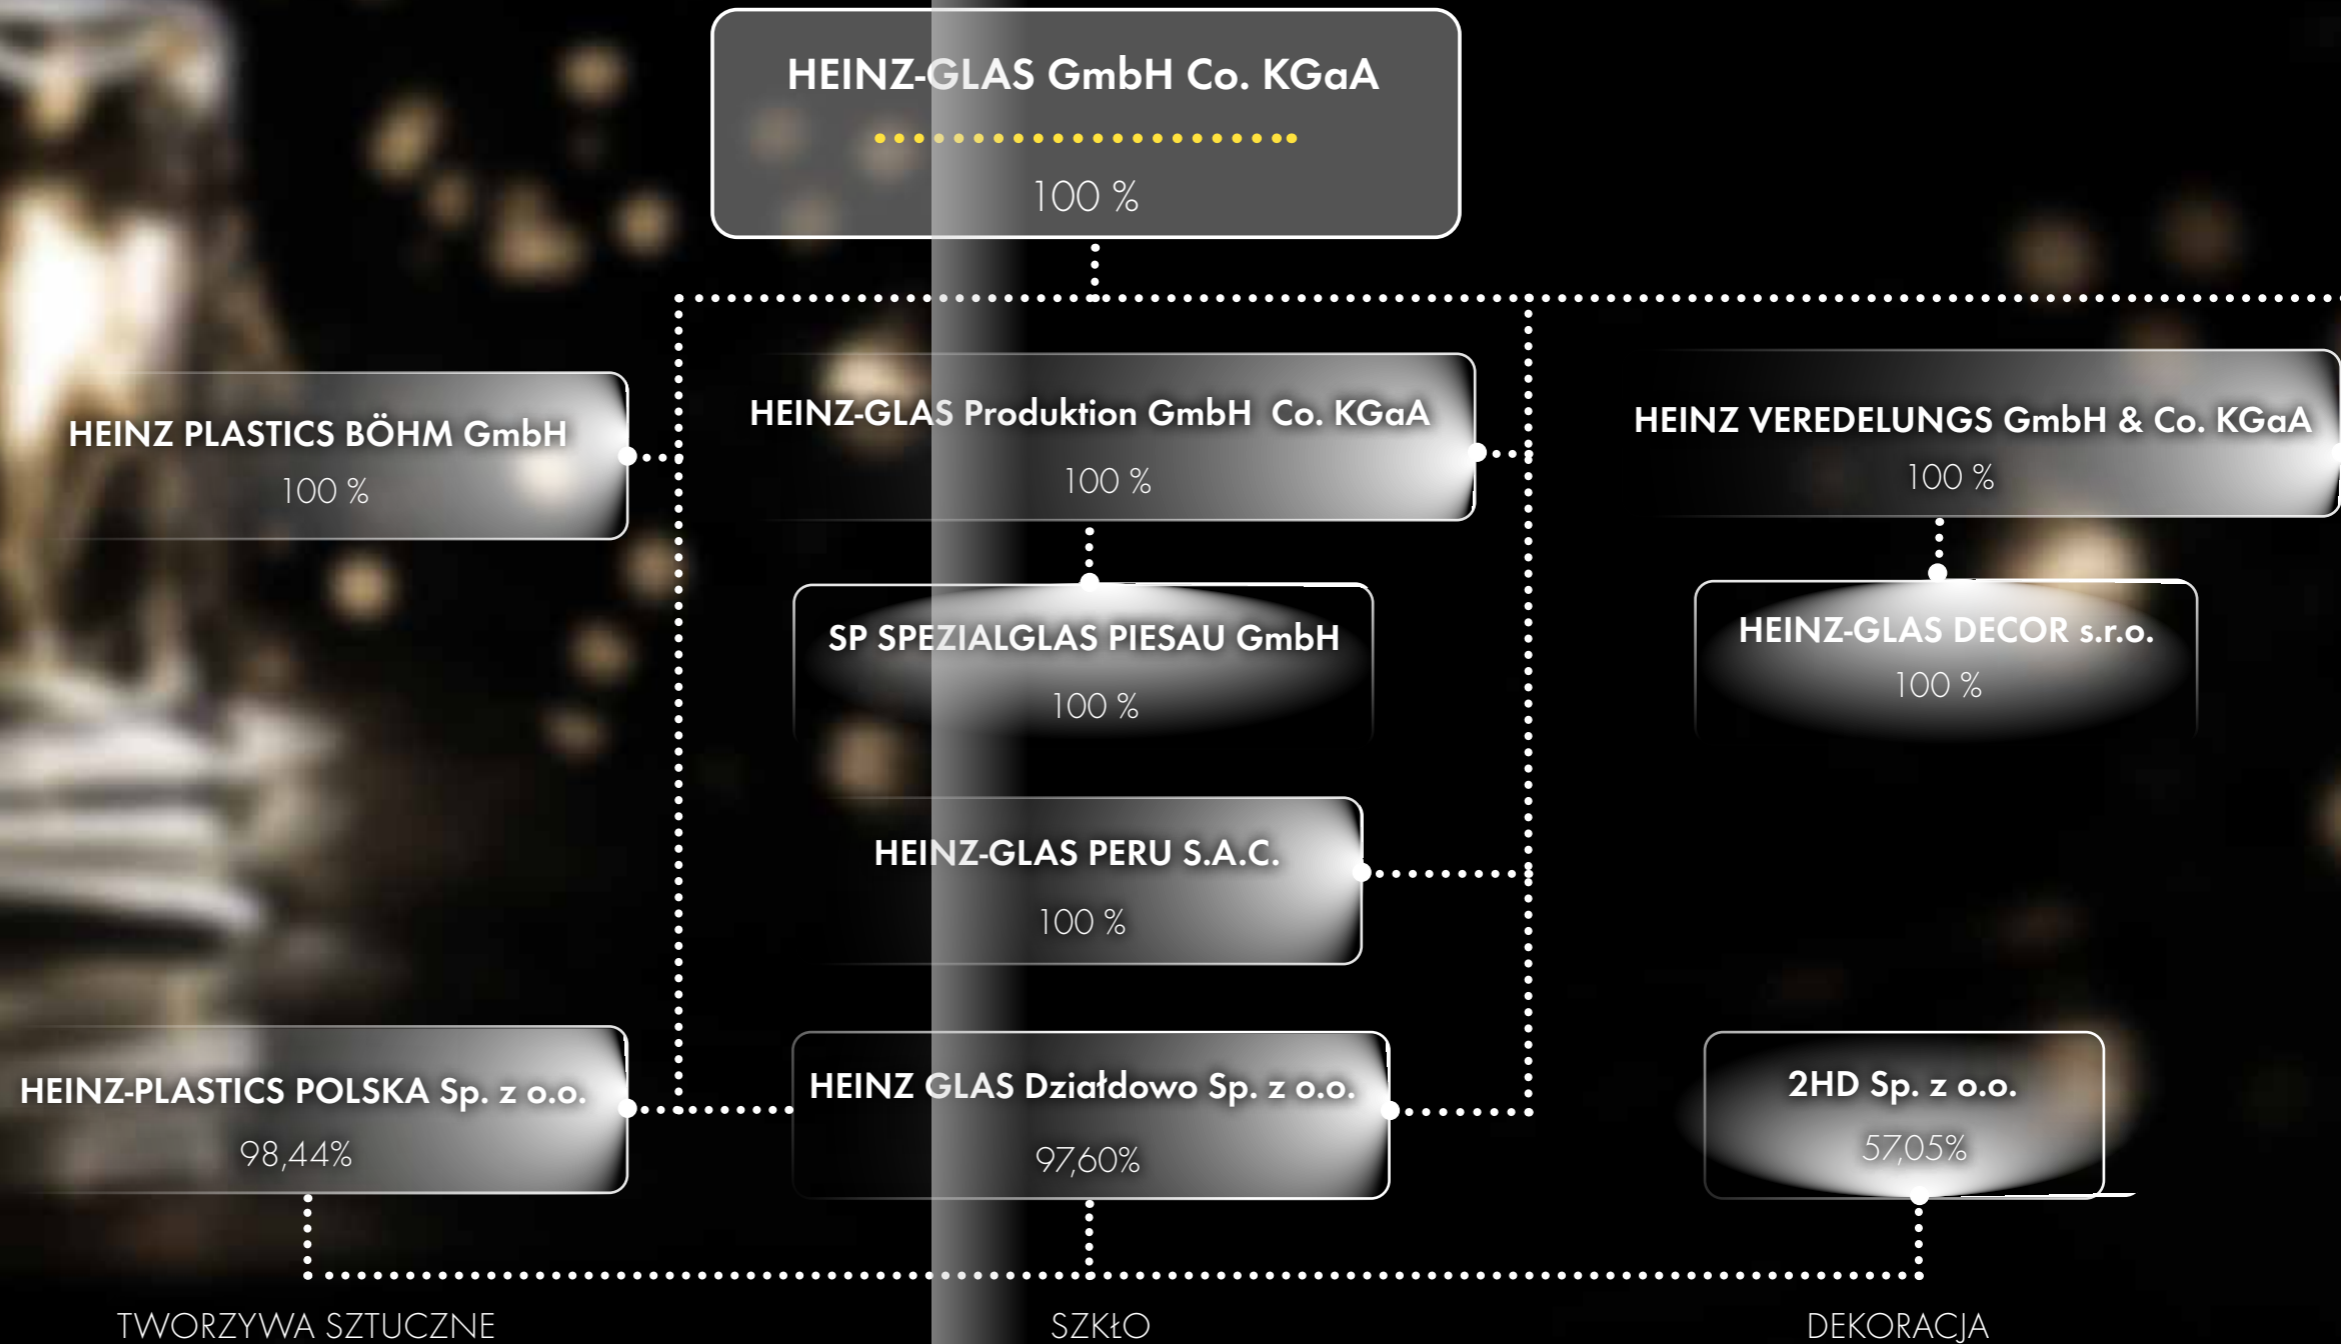 HEINZ-GLAS GmbH Co. KGaA
100 %
HEINZ PLASTICS BÖHM GmbH
100 %
HEINZ-GLAS Produktion GmbH  Co. KGaA
100 %
HEINZ VEREDELUNGS GmbH & Co. KGaA
100 %
SP SPEZIALGLAS PIESAU GmbH
100 %
HEINZ-GLAS DECOR s.r.o.
100 %
HEINZ-GLAS PERU S.A.C.
100 %
HEINZ-PLASTICS POLSKA Sp. z o.o.
98,44%
HEINZ GLAS Działdowo Sp. z o.o.
97,60%
2HD Sp. z o.o.
57,05%
TWORZYWA SZTUCZNE
SZKŁO
DEKORACJA